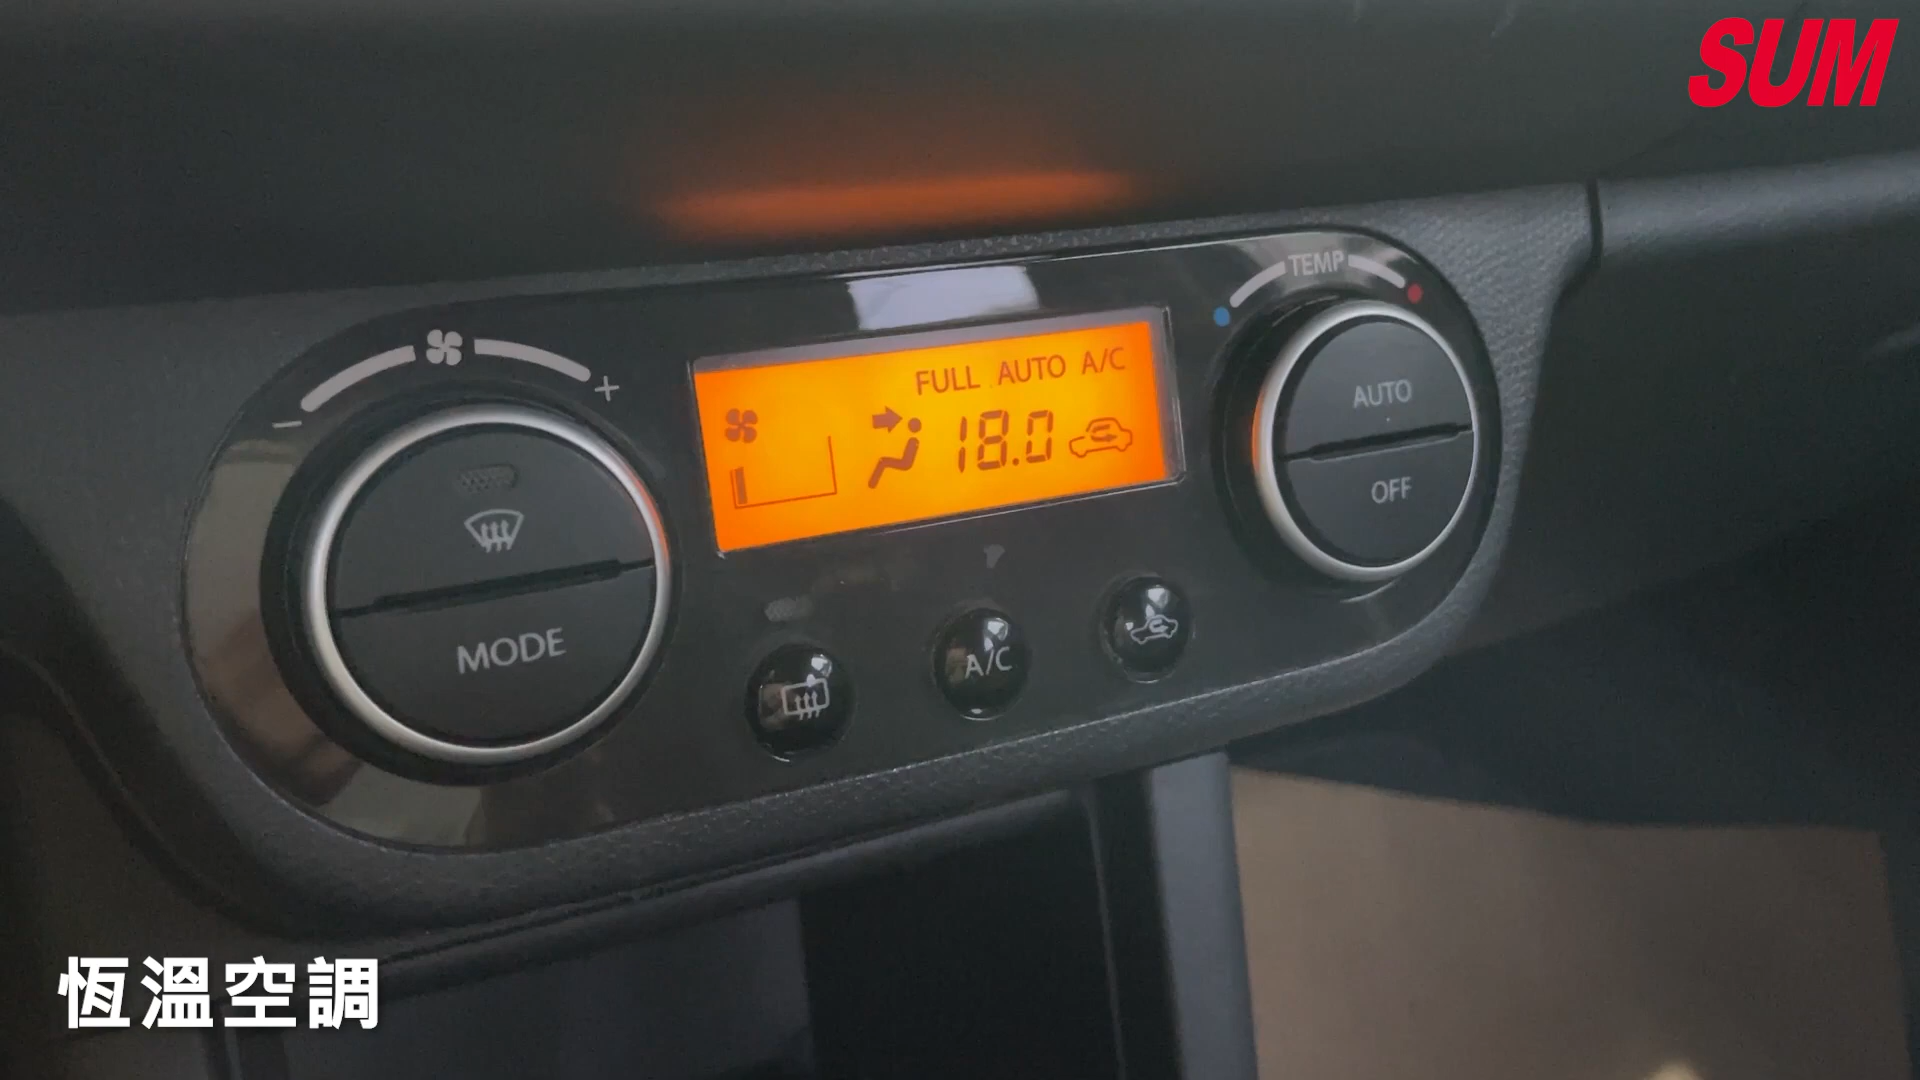 SUM
TEMP
FULL AUTO A/C
18.0
AUTO
OFF
MODE
A/C
恆溫空調